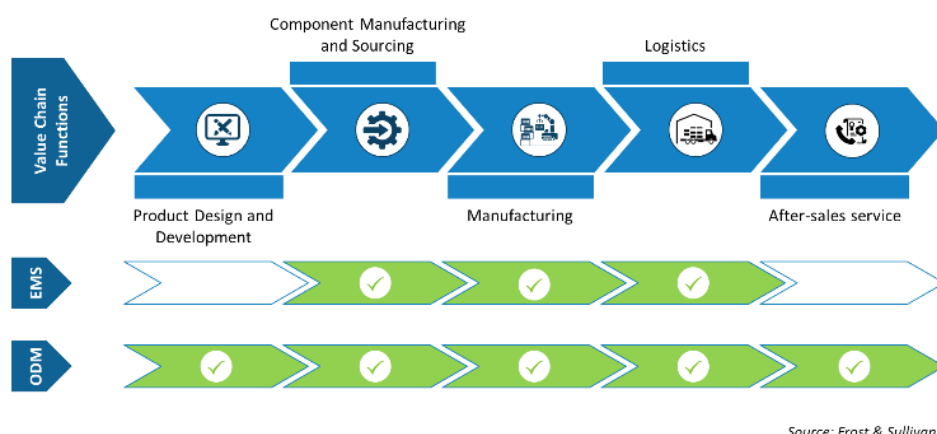 Component Manufacturing
and Sourcing
Logistics
Value Chain
Functions
Product Design and
Development
Manufacturing
After-sales service
EMS
ODM
Source: Frost & Sullivan